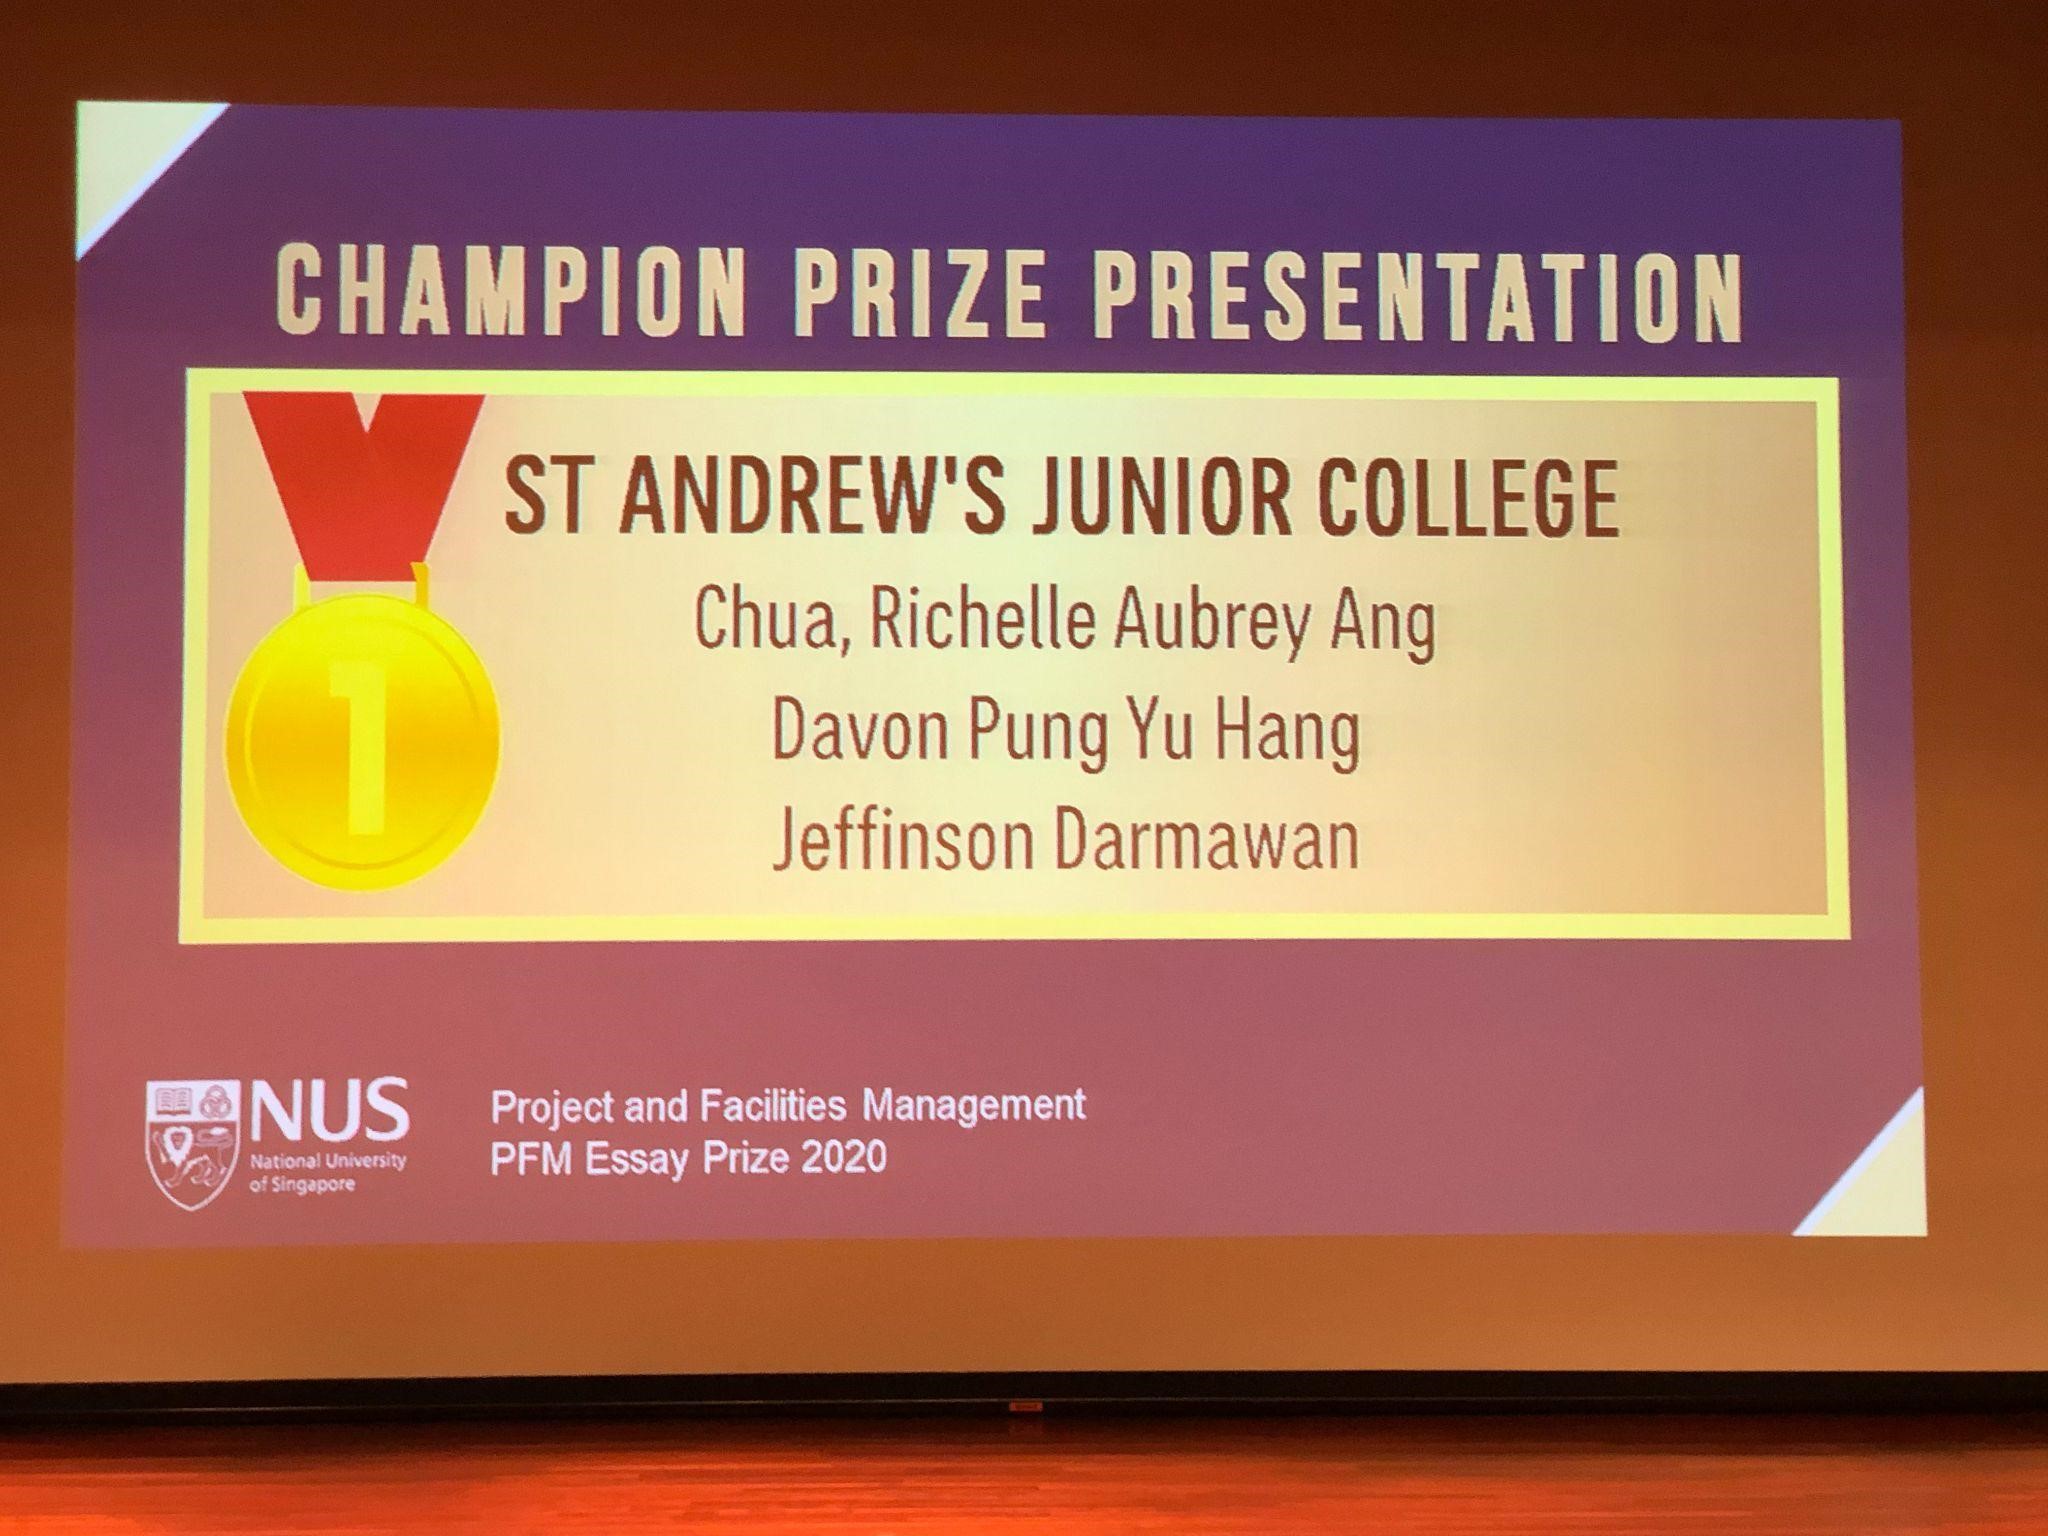 CHAMPION PRIZE PRESENTATION
1
ST ANDREW'S JUNIOR COLLEGE
Chua, Richelle Aubrey Ang
Davon Pung Yu Hang
Jeffinson Darmawan
NUS
National University
of Singapore
Project and Facilities Management
PFM Essay Prize 2020